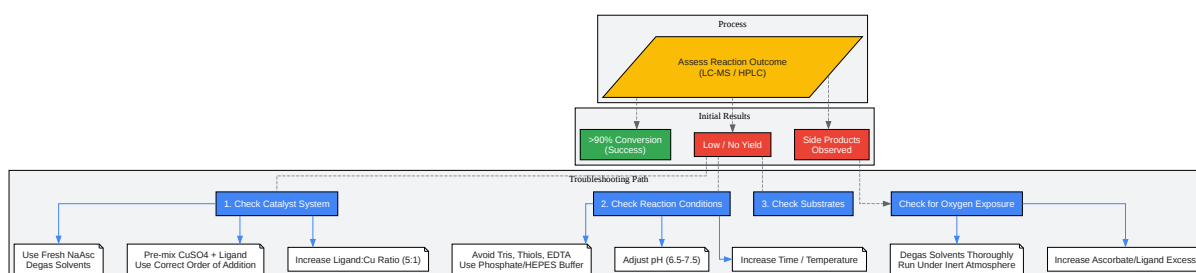 Process
Assess Reaction Outcome
(LC-MS / HPLC)
Initial Results
>90% Conversion
(Success)
Low / No Yield
Side Products
Observed
Troubleshooting Path
1. Check Catalyst System
2. Check Reaction Conditions
3. Check Substrates
Check for Oxygen Exposure
Use Fresh NaAsc
Degas Solvents
Pre-mix CuSO4 + Ligand
Use Correct Order of Addition
Increase Ligand:Cu Ratio (5:1)
Avoid Tris, Thiols, EDTA
Use Phosphate/HEPES Buffer
Adjust pH (6.5-7.5)
Increase Time / Temperature
Degas Solvents Thoroughly
Run Under Inert Atmosphere
Increase Ascorbate/Ligand Excess